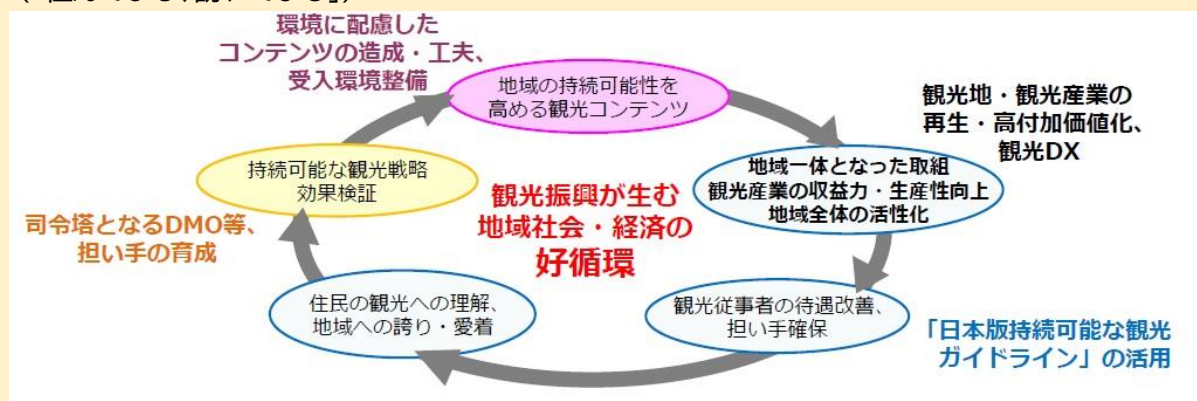 環境に配慮した
コンテンツの造成・工夫、
受入環境整備
地域の持続可能性を
高める観光コンテンツ
観光地・観光産業の
再生・高付加価値化、
観光DX
地域一体となった取組
観光産業の収益力・生産性向上
地域全体の活性化
持続可能な観光戦略
効果検証
観光振興が生む
地域社会・経済の
好循環
司令塔となるDMO等、
担い手の育成
住民の観光への理解、
地域への誇り・愛着
観光従事者の待遇改善、
担い手確保
「日本版持続可能な観光
ガイドライン」の活用